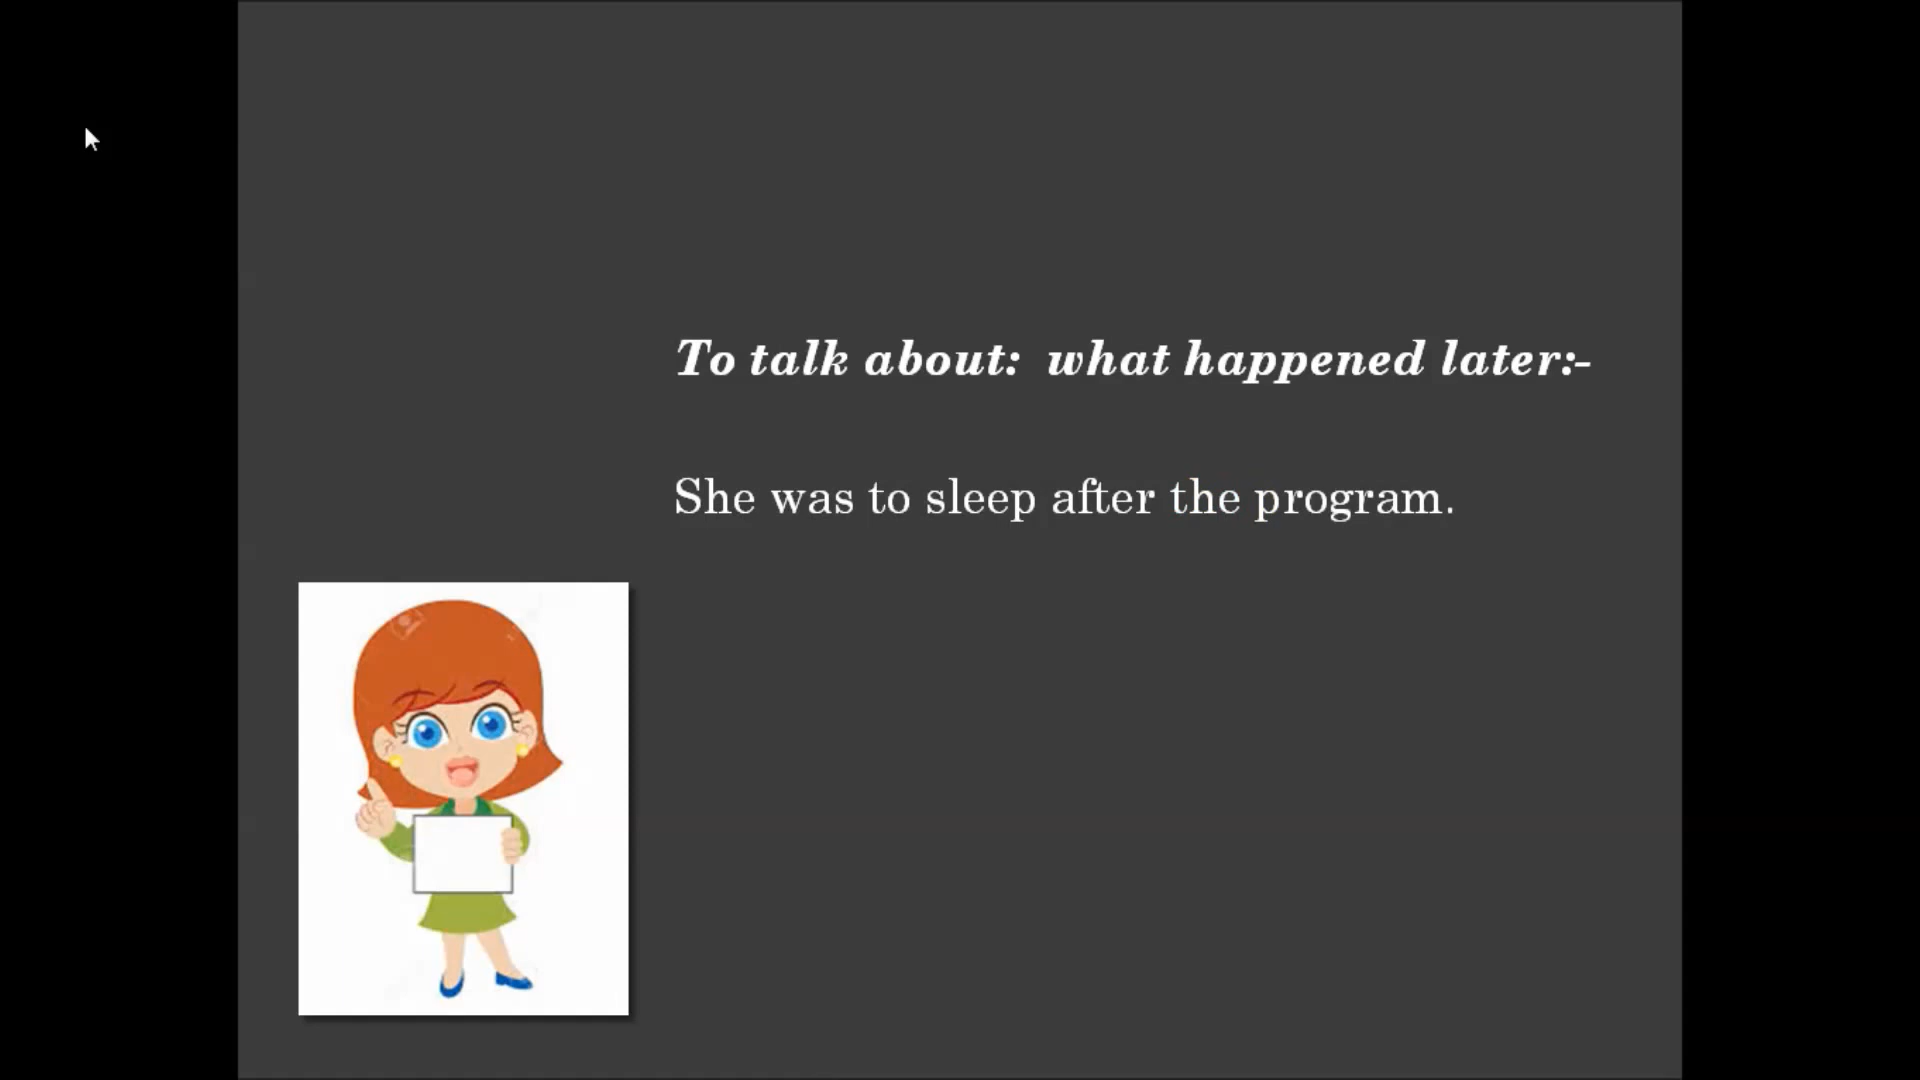 To talk about: what happened later:-
She was to sleep after the program.